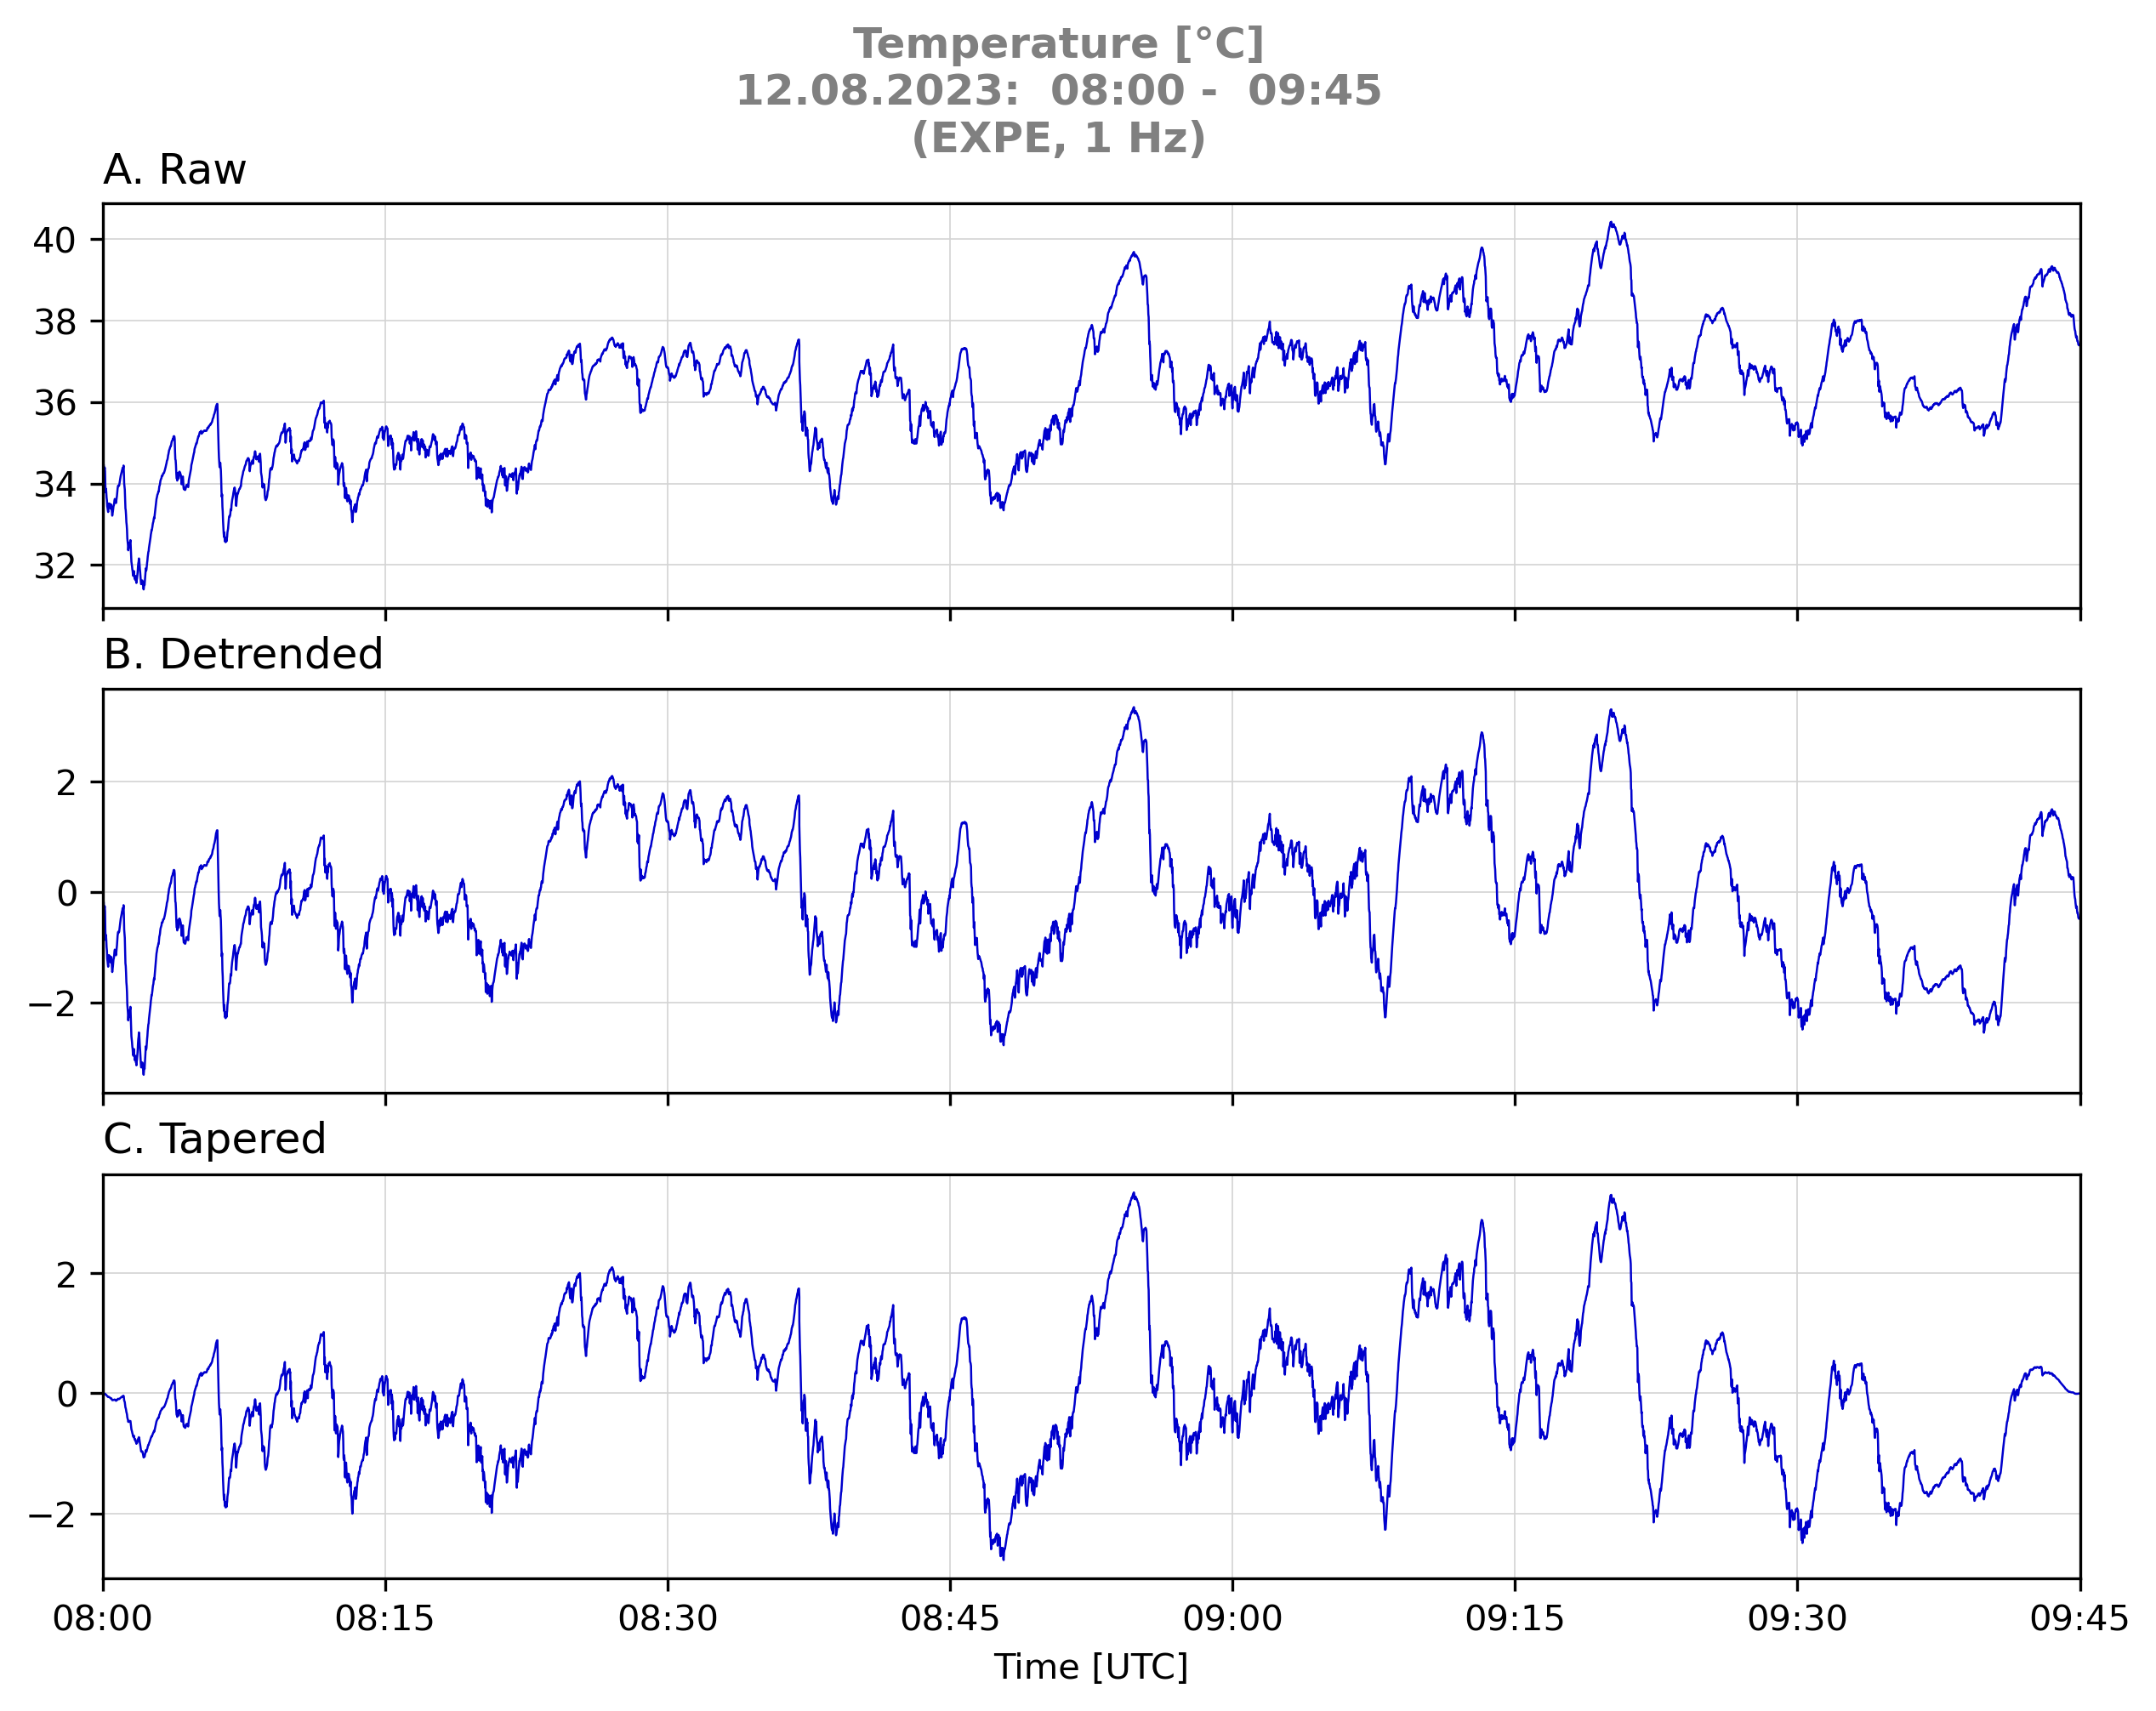 Temperature [°C]
12.08.2023:  08:00 -  09:45
(EXPE, 1 Hz)
A. Raw
40
38
36
34
32
B. Detrended
2
0
−2
C. Tapered
2
0
−2
08:00 08:15 08:30 08:45 09:00 09:15 09:30 09:45
Time [UTC]